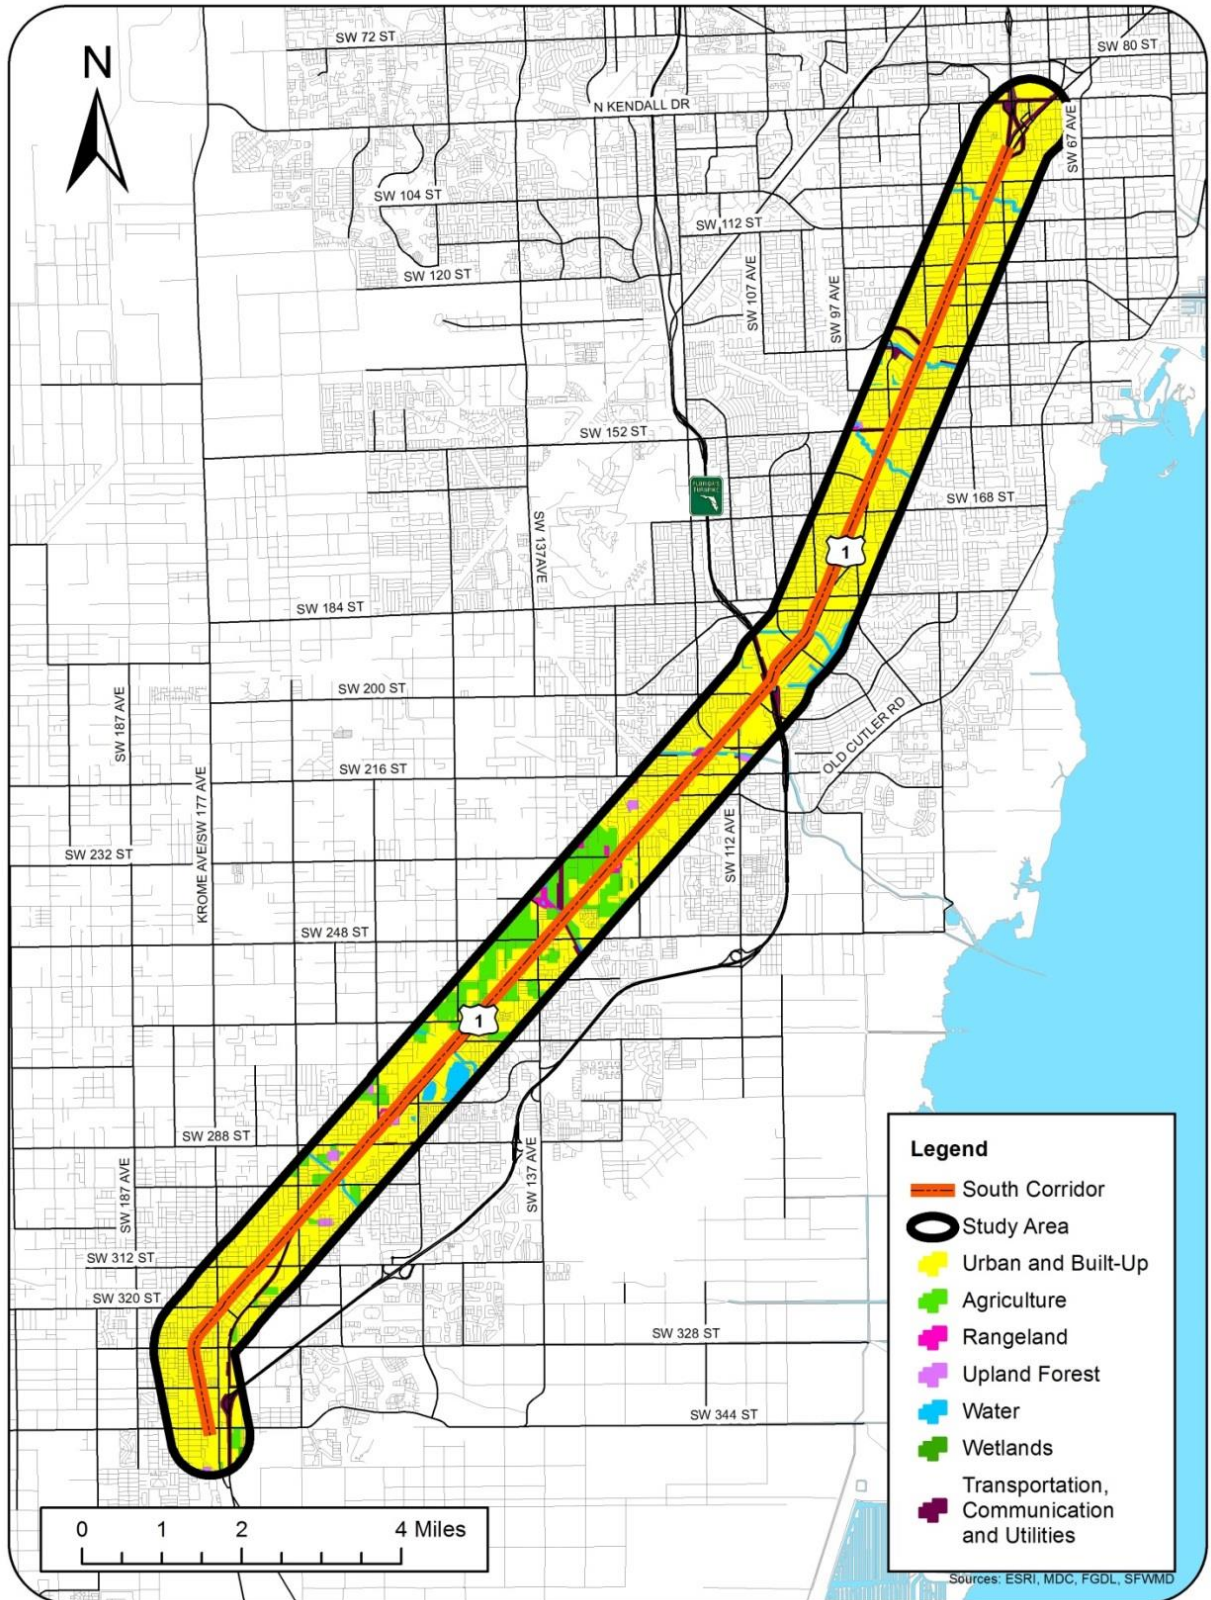 SW 72 ST
SW 80 ST
N
N KENDALL DR
SW 67 AVE
SW 104 ST
SW 112 ST
SW 120 ST
SW 107 AVE
SW 97 AVE
SW 152 ST
SW 168 ST
SW 137AVE
1
SW 184 ST
SW 200 ST
SW 187 AVE
OLD CUTLER RD
SW 216 ST
KROME AVE/SW 177 AVE
SW 112 AVE
SW 232 ST
SW 248 ST
1
SW 288 ST
SW 187 AVE
SW 137 AVE
SW 312 ST
SW 320 ST
SW 328 ST
SW 344 ST
Legend
South Corridor
Study Area
Urban and Built-Up
Agriculture
Rangeland
Upland Forest
Water
Wetlands
Transportation,
Communication
and Utilities
0 1 2 4 Miles
Sources: ESRI, MDC, FGDL, SFWMD